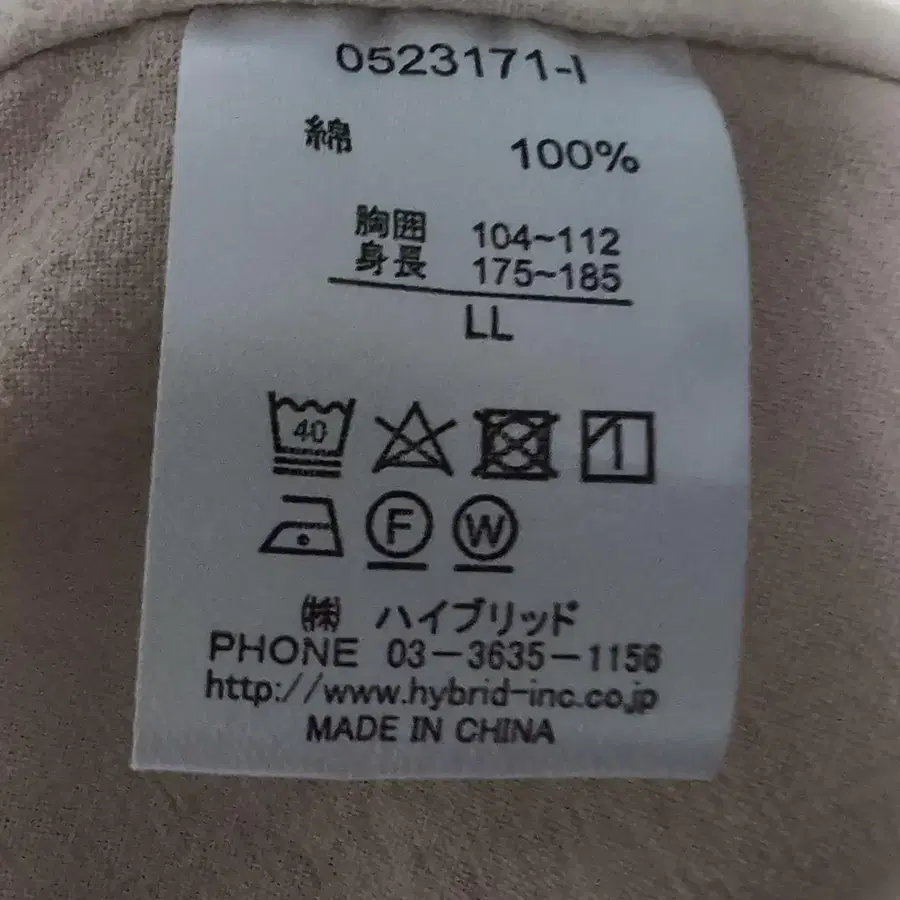 0523171-1
綿 100%
胸囲 104~112
身長 175~185
LL
40
F W
㈱ ハイブリッド
PHONE 03-3635-1156
http://www.hybrid-inc.co.jp
MADE IN CHINA